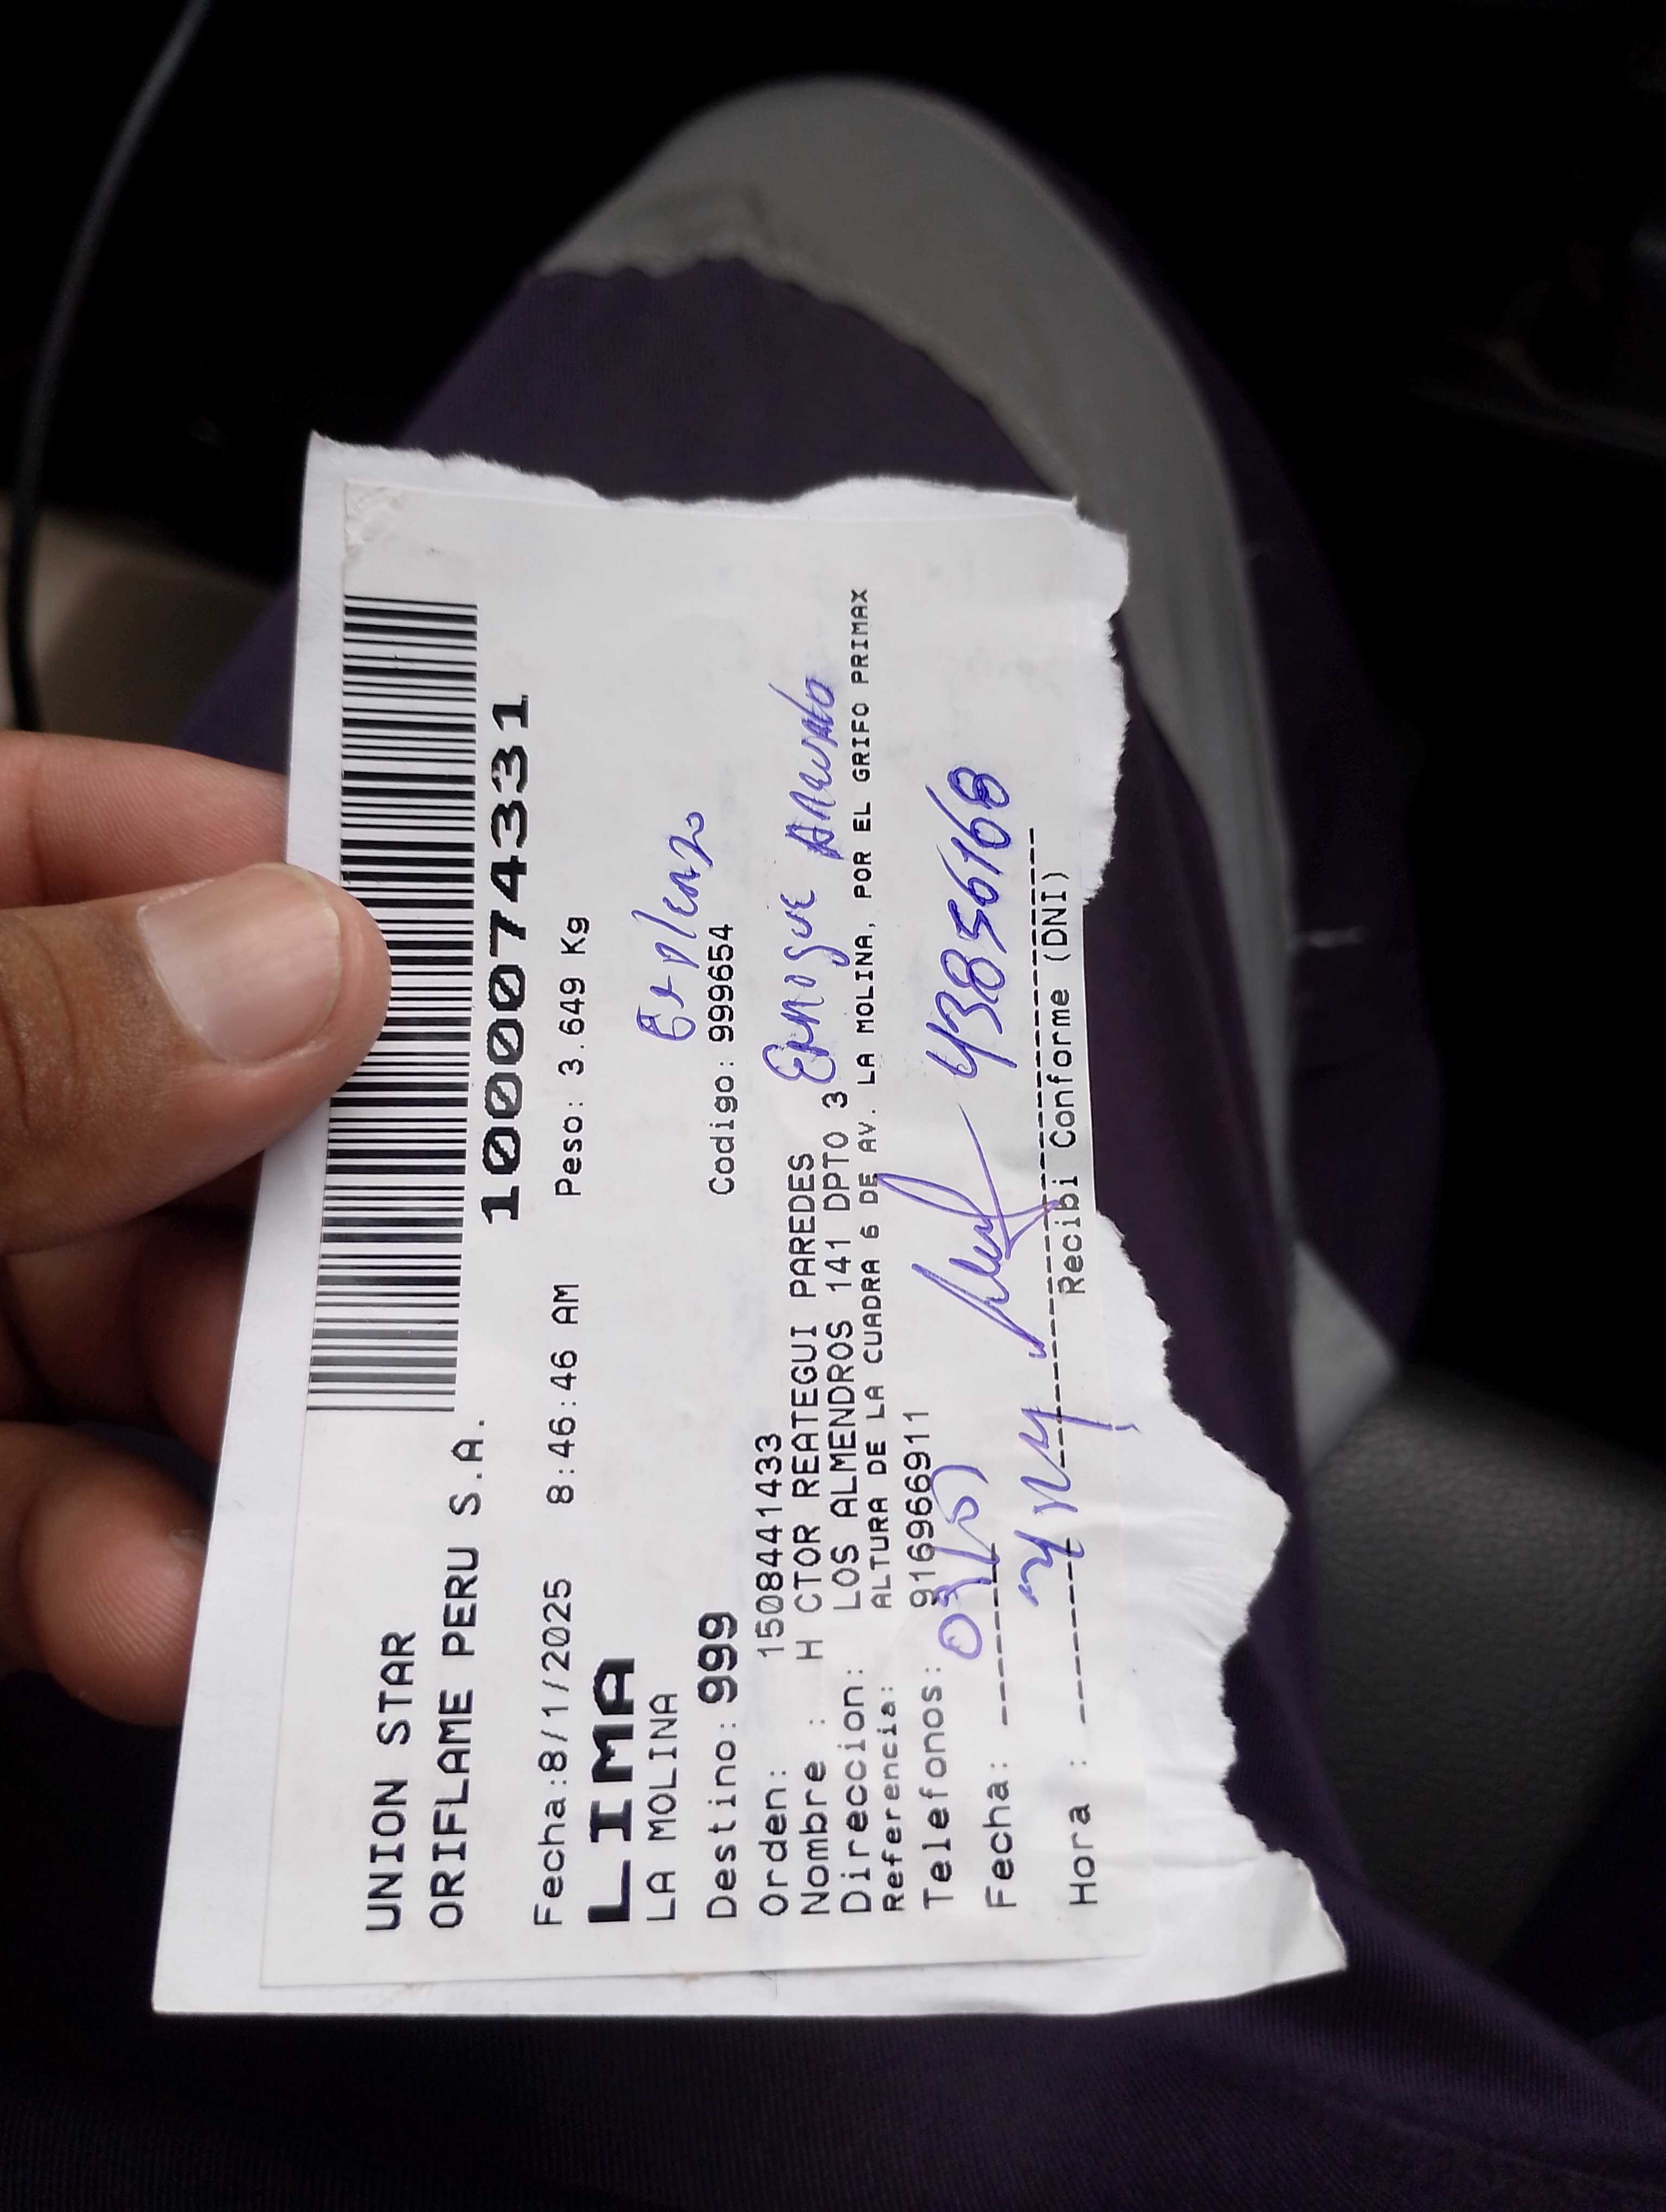 UNION STAR
ORIFLAME PERU S.A.
10000074331
Fecha:8/1/2025 8:46:46 AM Peso: 3.649 Kg
LIMA
LA MOLINA
Destino: 999 Codigo: 999654
Orden: 15084441433
Nombre : H CTOR REATEGUI PAREDES
Direccion: LOS ALMENDROS 141 DPTO 3
Referencia: ALTURA DE LA CUADRA 6 DE AV. LA MOLINA, POR EL GRIFO PRIMAX
Telefonos: 916966911
43856168
Fecha:
Hora :
Recibi Conforme (DNI)